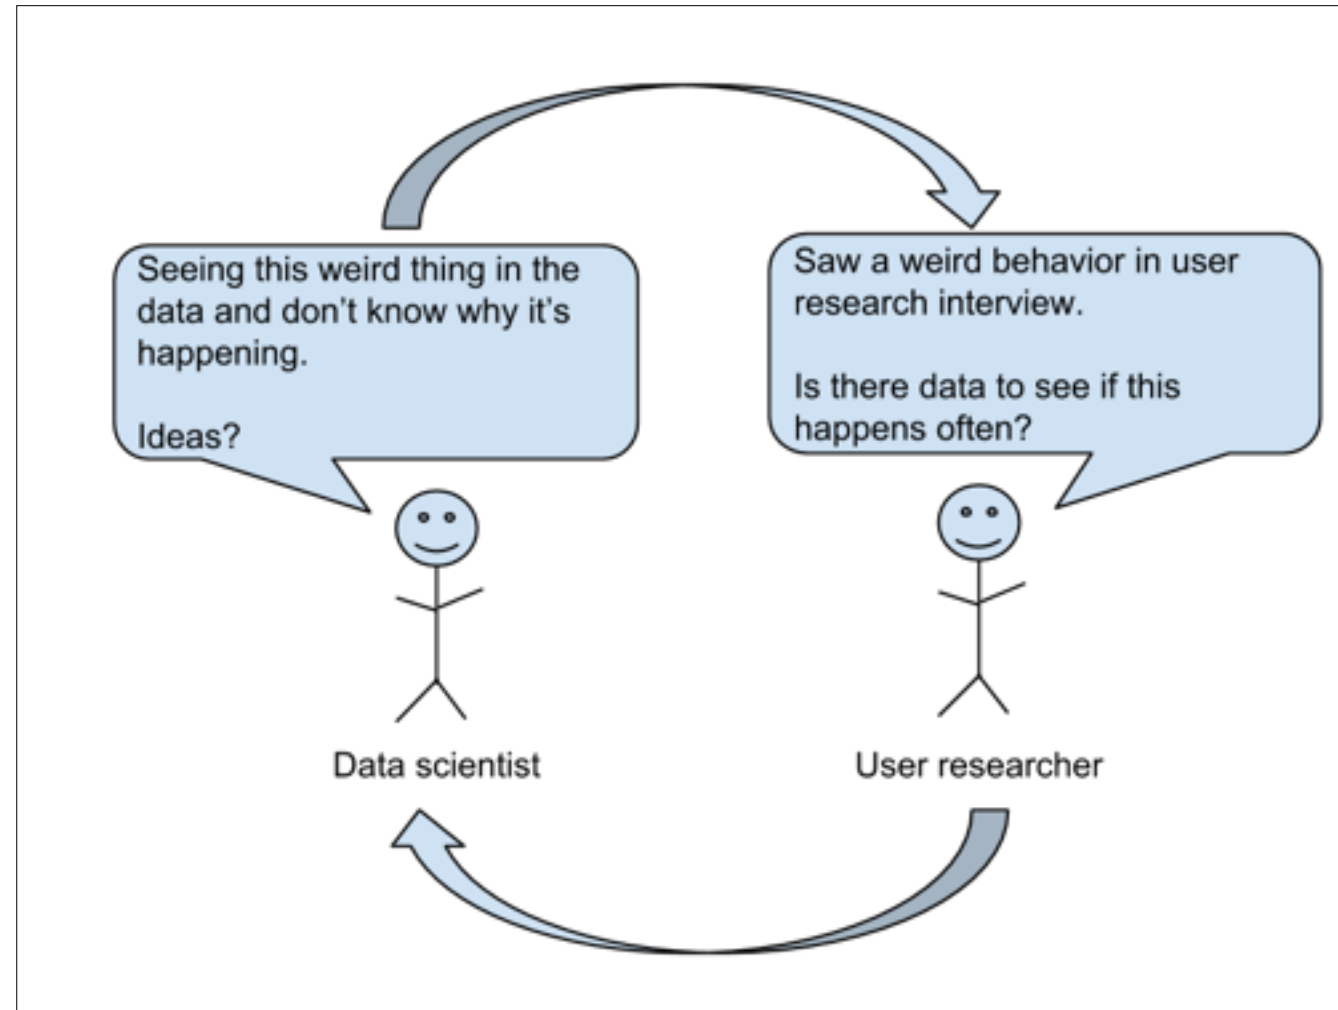 Seeing this weird thing in the
data and don't know why it's
happening.
Ideas?
Saw a weird behavior in user
research interview.
Is there data to see if this
happens often?
Data scientist
User researcher